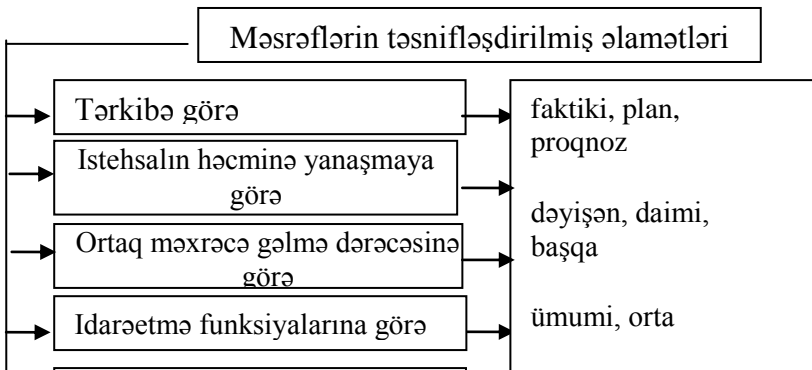 Məsrəflərin təsnifləşdirilmiş əlamətləri
Tərkibə görə
faktiki, plan,
proqnoz
Istehsalın həcminə yanaşmaya
görə
dəyişən, daimi,
başqa
Ortaq məxrəcə gəlmə dərəcəsinə
görə
Idarəetmə funksiyalarına görə
ümumi, orta